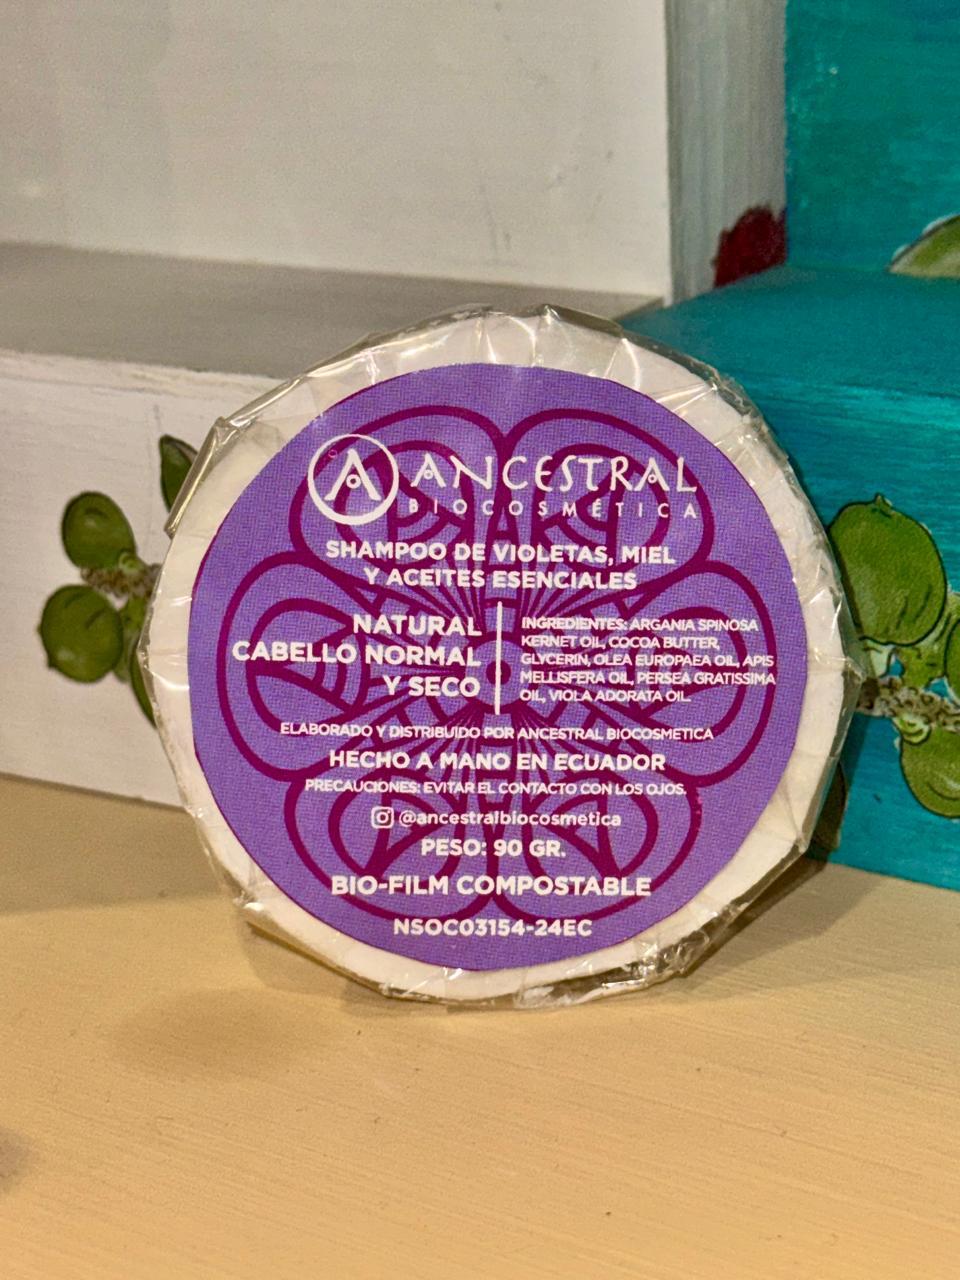 ANCESTRAL
BIOCOSMÉTICA
SHAMPOO DE VIOLETAS, MIEL
Y ACEITES ESENCIALES
NATURAL
CABELLO NORMAL
Y SECO
INGREDIENTES: ARGANIA SPINOSA
KERNET OIL, COCOA BUTTER,
GLYCERIN, OLEA EUROPAEA OIL, APIS
MELLISFERA OIL, PERSEA GRATISSIMA
OIL, VIOLA ADORATA OIL.
ELABORADO Y DISTRIBUIDO POR ANCESTRAL BIOCOSMETICA
HECHO A MANO EN ECUADOR
PRECAUCIONES: EVITAR EL CONTACTO CON LOS OJOS.
@ancestralbiocosmetica
PESO: 90 GR.
BIO-FILM COMPOSTABLE
NSOC03154-24EC